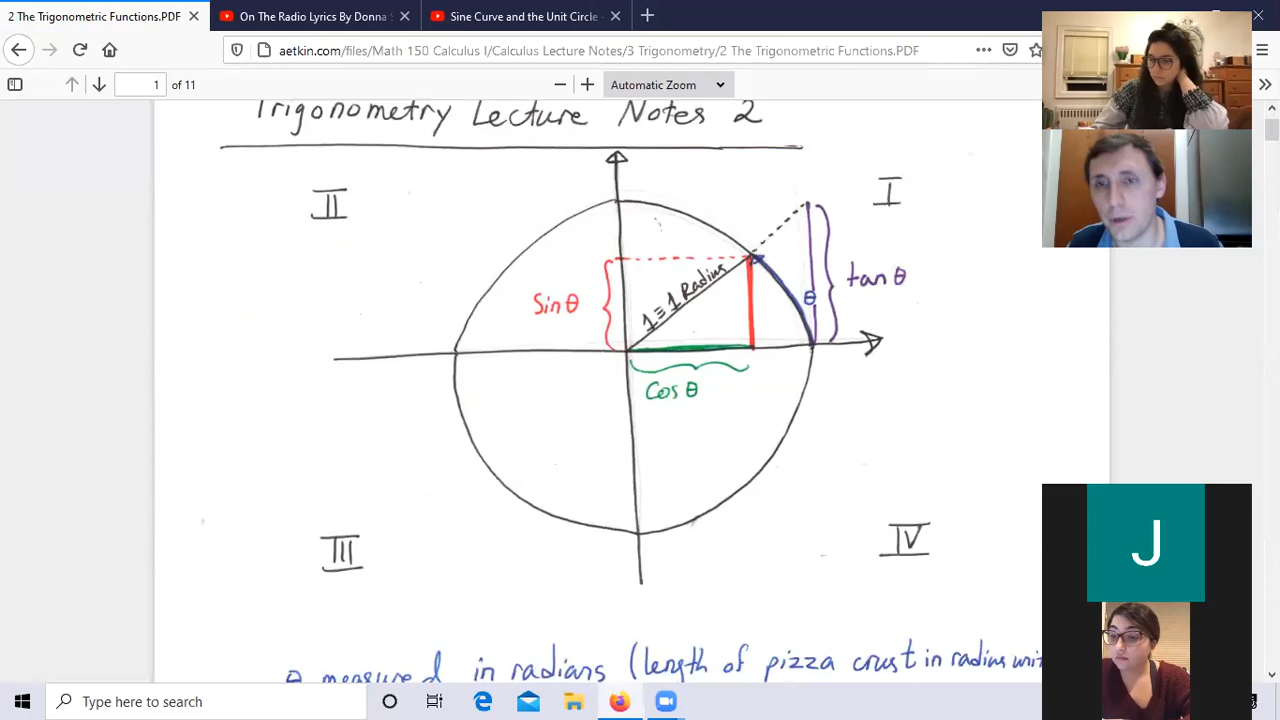 2 The Trigonometric Functions.PDF
On The Radio Lyrics By Donna S
Sine Curve and the Unit Circle -
aetkin.com/files/Math 150 Calculus I/Calculus Lecture Notes/3 Trigonometry/2 The Trigonometric Functions.PDF
1 of 11
Automatic Zoom
Trigonometry Lecture Notes 2
II
I
Sin θ
1 ≡ 1 Radius
θ
tan θ
Cos θ
III
IV
J
θ measured in radians (length of pizza crust in radius uni
Type here to search